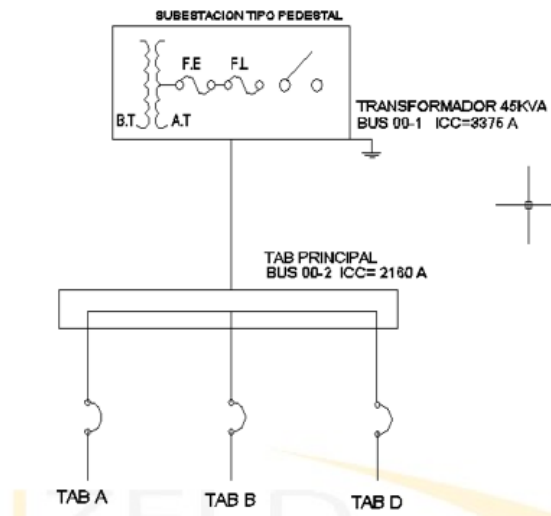 SUBESTACION TIPO PEDESTAL
F.E F.L
B.T A.T
TRANSFORMADOR 45KVA
BUS 00-1 ICC=3375 A
TAB PRINCIPAL
BUS 00-2 ICC= 2160 A
TAB A TAB B TAB D